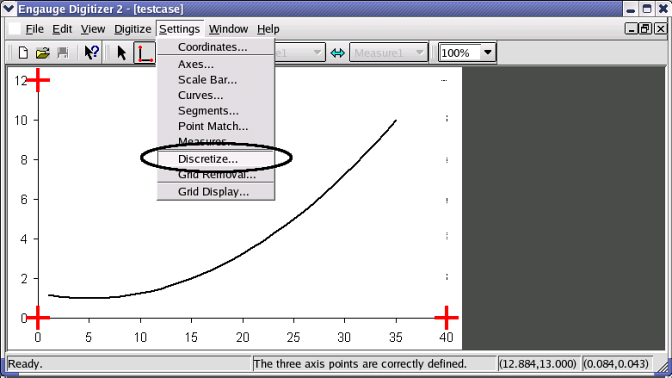 Engauge Digitizer 2 - [testcase]
File Edit View Digitize Settings Window Help
Measure1 100%
Coordinates...
Axes...
Scale Bar...
Curves...
Segments...
Point Match...
Measures...
Discretize...
Grid Removal...
Grid Display...
12
10
8
6
4
2
0
0 5 10 15 20 25 30 35 40
Ready. The three axis points are correctly defined. (12.884,13.000) (0.084,0.043)